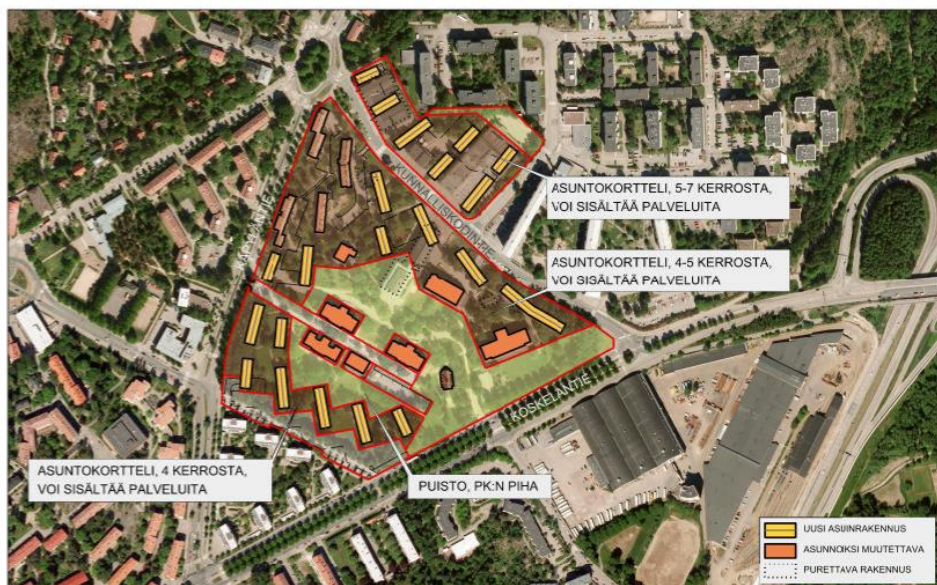 KUNNALLISKODINTIE
ASUNTOKORTTELI, 5-7 KERROSTA,
VOI SISÄLTÄÄ PALVELUITA
ASUNTOKORTTELI, 4-5 KERROSTA,
VOI SISÄLTÄÄ PALVELUITA
KOSKELANTIE
ASUNTOKORTTELI, 4 KERROSTA,
VOI SISÄLTÄÄ PALVELUITA
PUISTO, PK:N PIHA
UUSI ASUINRAKENNUS
ASUNNOIKSI MUUTETTAVA
PURETTAVA RAKENNUS